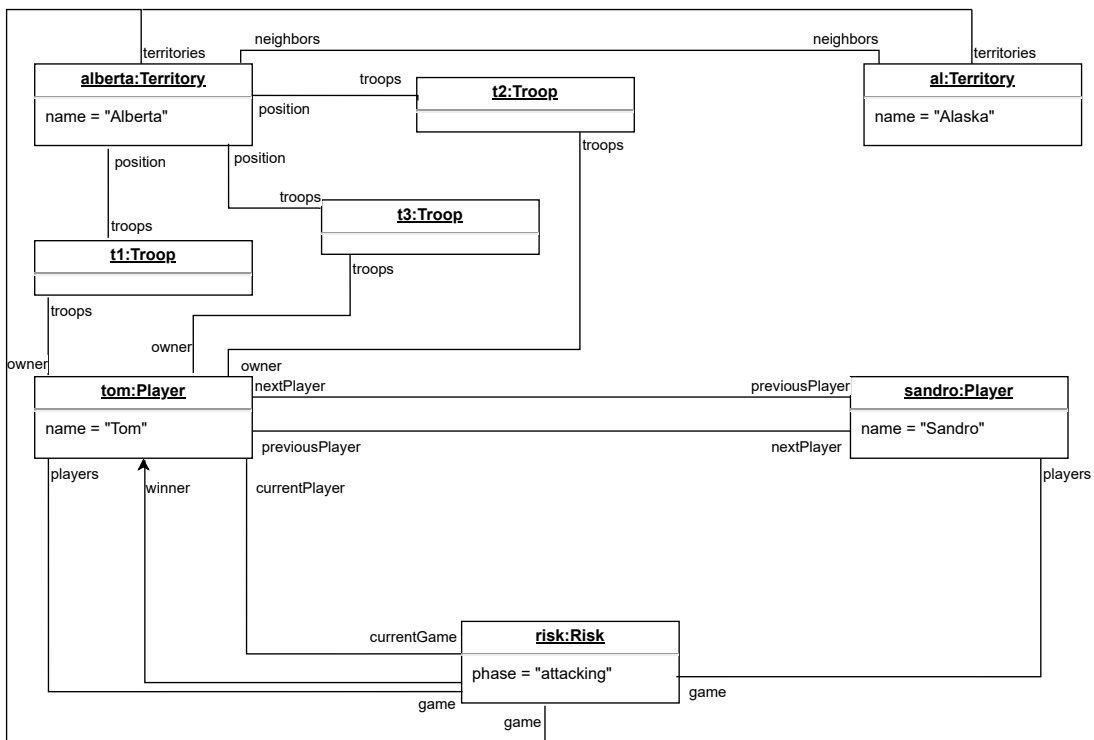 neighbors
neighbors
territories
territories
alberta:Territory
name = "Alberta"
troops
position
t2:Troop
troops
al:Territory
name = "Alaska"
position
position
troops
t3:Troop
troops
troops
t1:Troop
troops
owner
owner
owner
tom:Player
name = "Tom"
nextPlayer
previousPlayer
sandro:Player
name = "Sandro"
previousPlayer
nextPlayer
players
winner
currentPlayer
players
currentGame
risk:Risk
phase = "attacking"
game
game
game